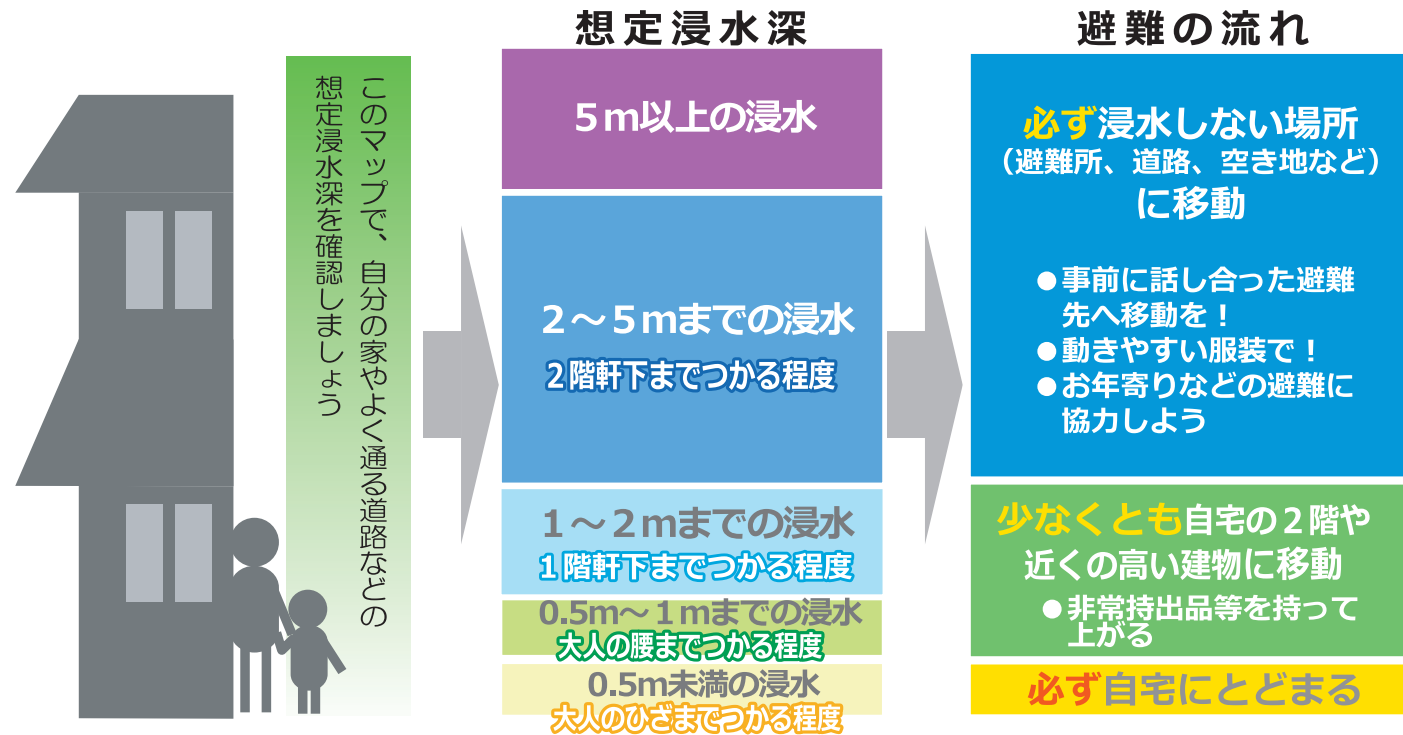 このマップで、自分の家やよく通る道路などの
想定浸水深を確認しましょう
想定浸水深
5m以上の浸水
2～5mまでの浸水
2階軒下までつかる程度
1～2mまでの浸水
1階軒下までつかる程度
0.5m～1mまでの浸水
大人の腰までつかる程度
0.5m未満の浸水
大人のひざまでつかる程度
避難の流れ
必ず浸水しない場所
（避難所、道路、空き地など）
に移動
●事前に話し合った避難
先へ移動を！
●動きやすい服装で！
●お年寄りなどの避難に
協力しよう
少なくとも自宅の2階や
近くの高い建物に移動
●非常持出品等を持って
上がる
必ず自宅にとどまる